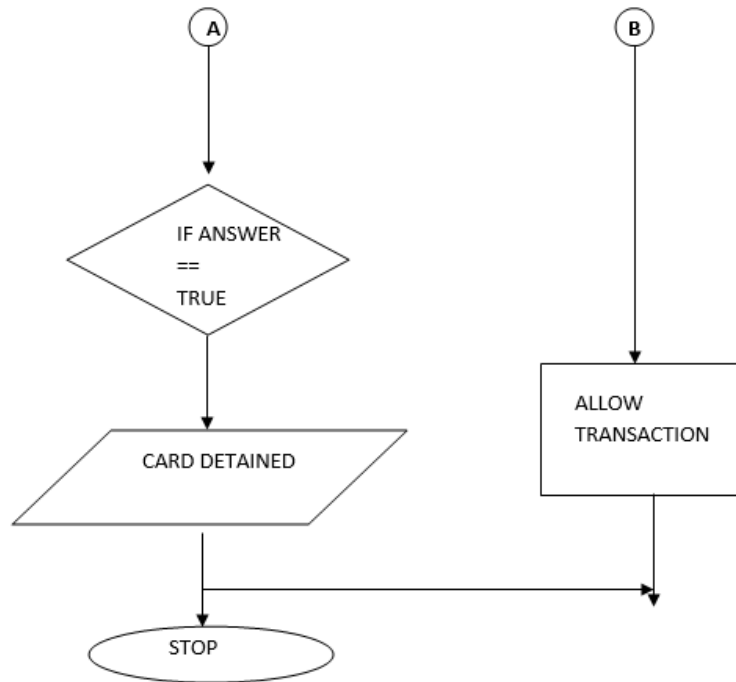 A
B
IF ANSWER
==
TRUE
ALLOW
TRANSACTION
CARD DETAINED
STOP